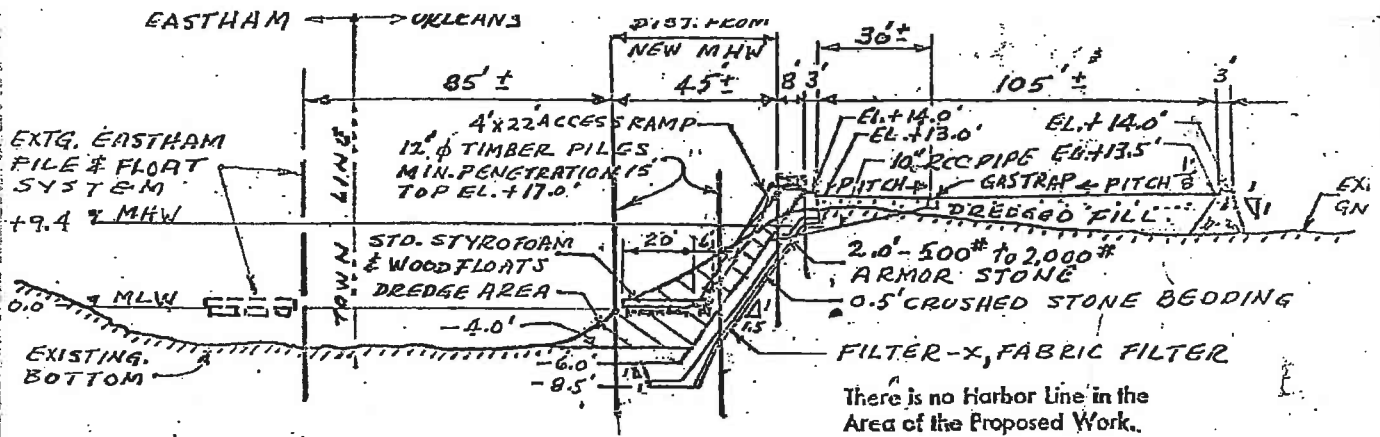 EASTHAM ORLEANS
DIST. FROM
NEW MHW
30'±
85'± 45'± 8' 3' 105'± 3'
EXTG. EASTHAM
PILE & FLOAT
SYSTEM
+9.4 MHW
0.0 MLW
EXISTING
BOTTOM
TOWN LINE
4'X22' ACCESS RAMP
12"φ TIMBER PILES
MIN. PENETRATION 15'
TOP EL. +17.0'
STD. STYROFOAM
& WOOD FLOATS
DREDGE AREA
20'
-4.0'
-6.0'
-8.5'
EL. +14.0'
EL. +13.0'
10" RCC PIPE
PITCH GASTRAP PITCH
EL. +14.0'
EL. +13.5'
DREDGED FILL
2.0'-500# TO 2,000#
ARMOR STONE
0.5' CRUSHED STONE BEDDING
1.5
FILTER-X, FABRIC FILTER
There is no Harbor Line in the
Area of the Proposed Work.